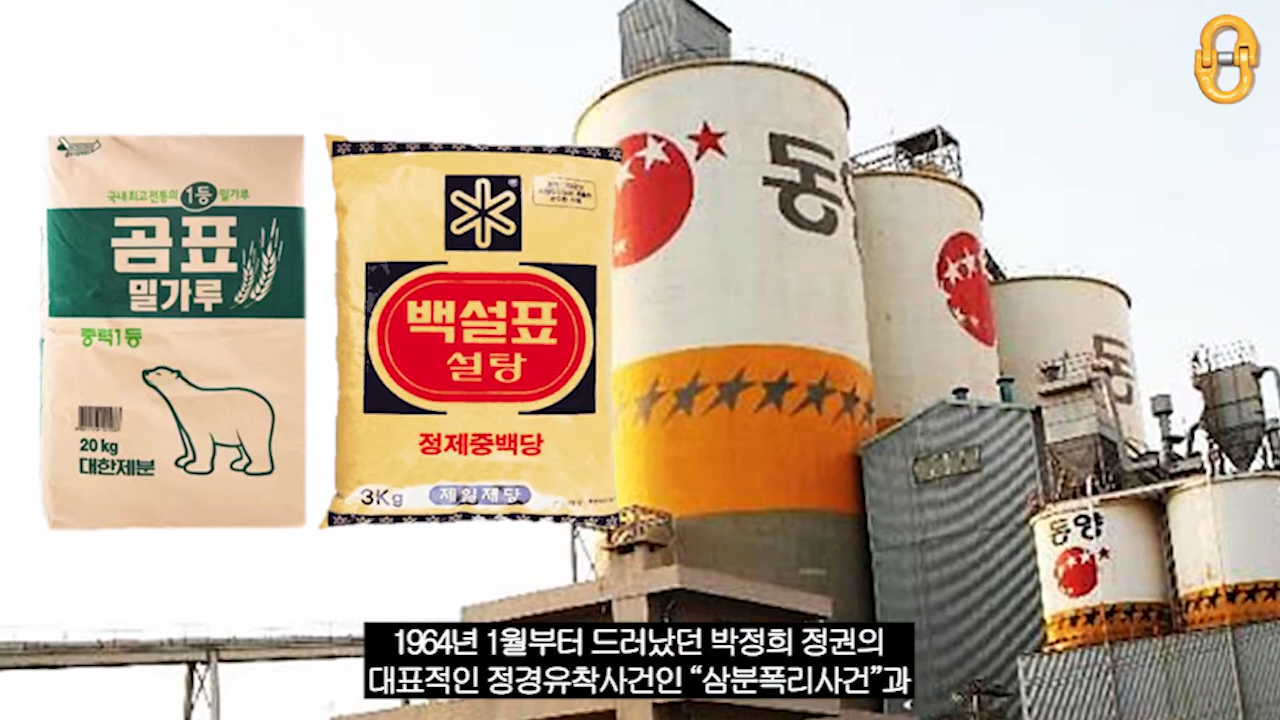 국내최고전통의 1등 밀가루
곰표
밀가루
중력1등
20 kg
대한제분
백설표
설탕
정제중백당
3Kg 제일제당
동
동
동양
1964년 1월부터 드러났던 박정희 정권의
대표적인 정경유착사건인 “삼분폭리사건”과